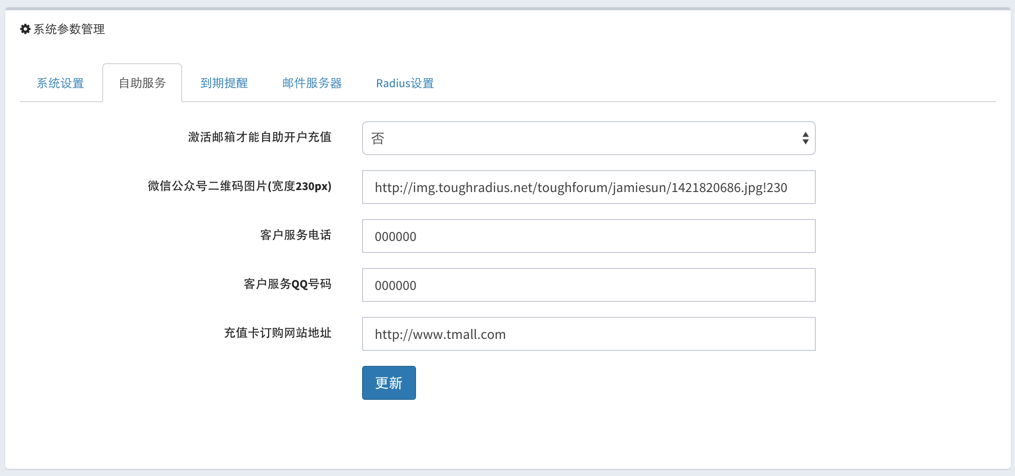 系统参数管理
系统设置 自助服务 到期提醒 邮件服务器 Radius设置
激活邮箱才能自助开户充值 否
微信公众号二维码图片(宽度230px) http://img.toughradius.net/toughforum/jamiesun/1421820686.jpg!230
客户服务电话 000000
客户服务QQ号码 000000
充值卡订购网站地址 http://www.tmall.com
更新